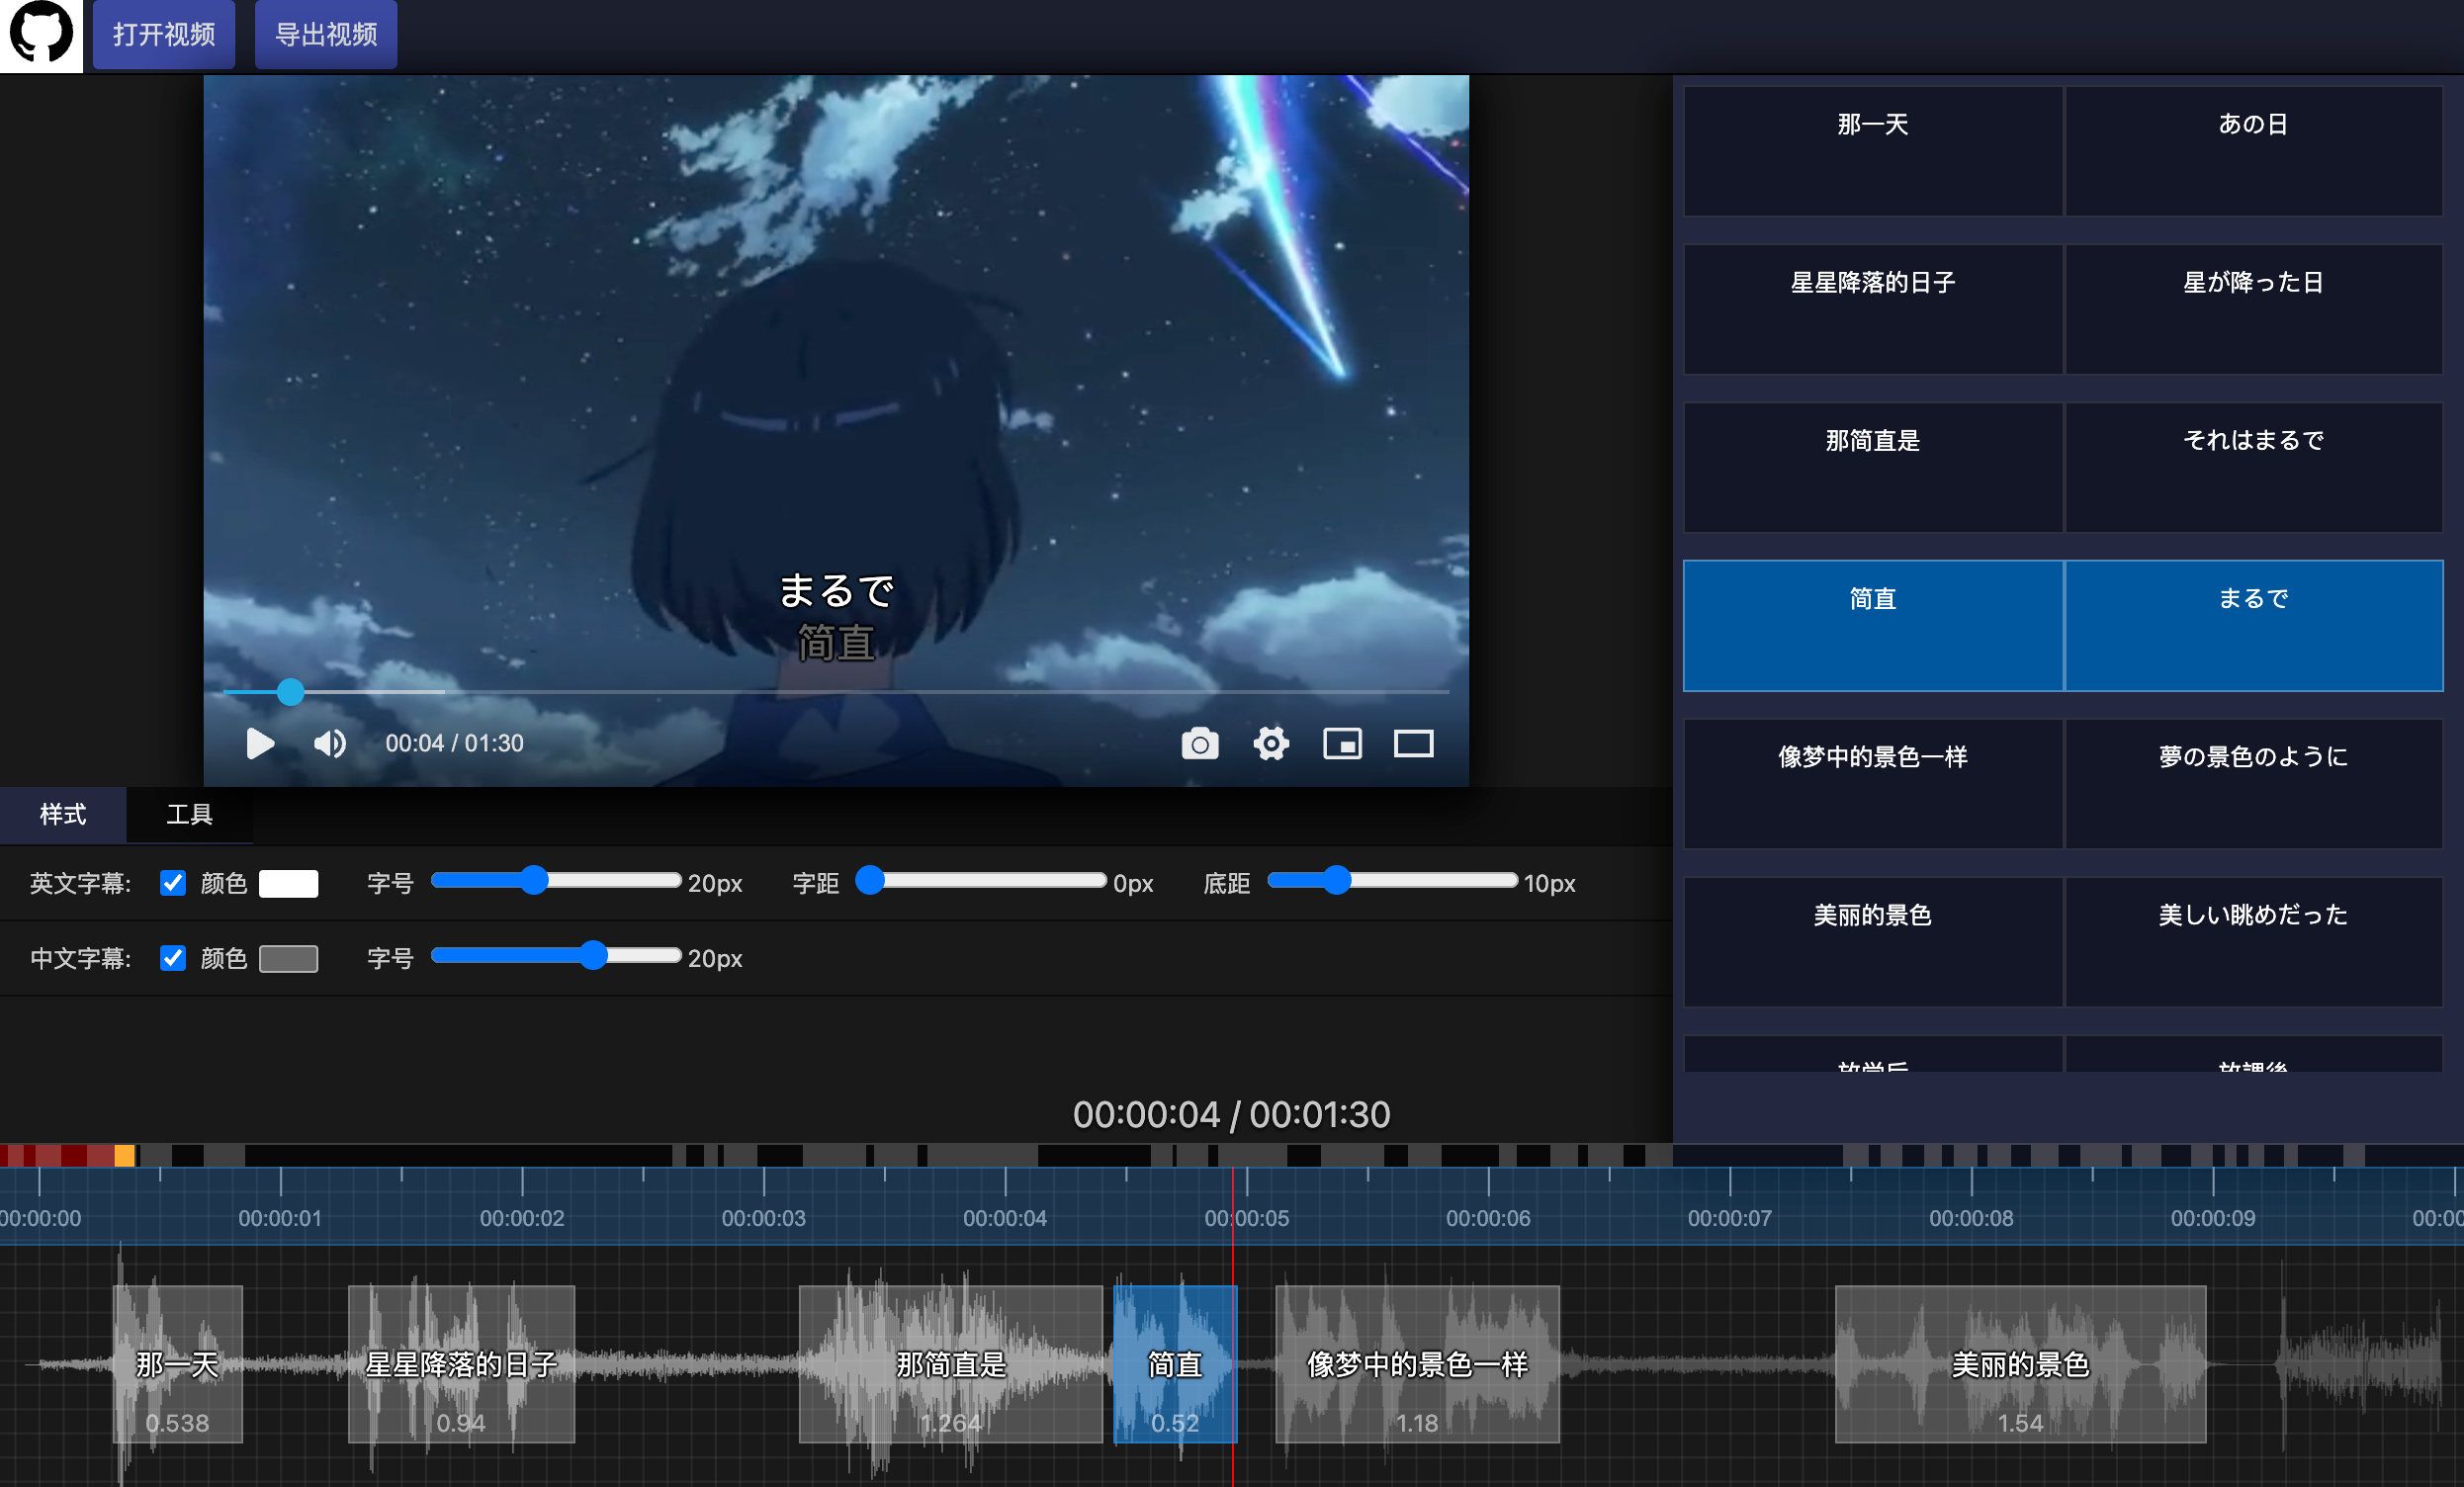 打开视频
导出视频
まるで
简直
00:04 / 01:30
那一天
あの日
星星降落的日子
星が降った日
那简直是
それはまるで
简直
まるで
像梦中的景色一样
夢の景色のように
美丽的景色
美しい眺めだった
放学后
放課後
样式
工具
英文字幕:
颜色
字号
20px
字距
0px
底距
10px
中文字幕:
颜色
字号
20px
00:00:04 / 00:01:30
00:00:00
00:00:01
00:00:02
00:00:03
00:00:04
00:00:05
00:00:06
00:00:07
00:00:08
00:00:09
00:00
那一天
0.538
星星降落的日子
0.94
那简直是
1.264
简直
0.52
像梦中的景色一样
1.18
美丽的景色
1.54